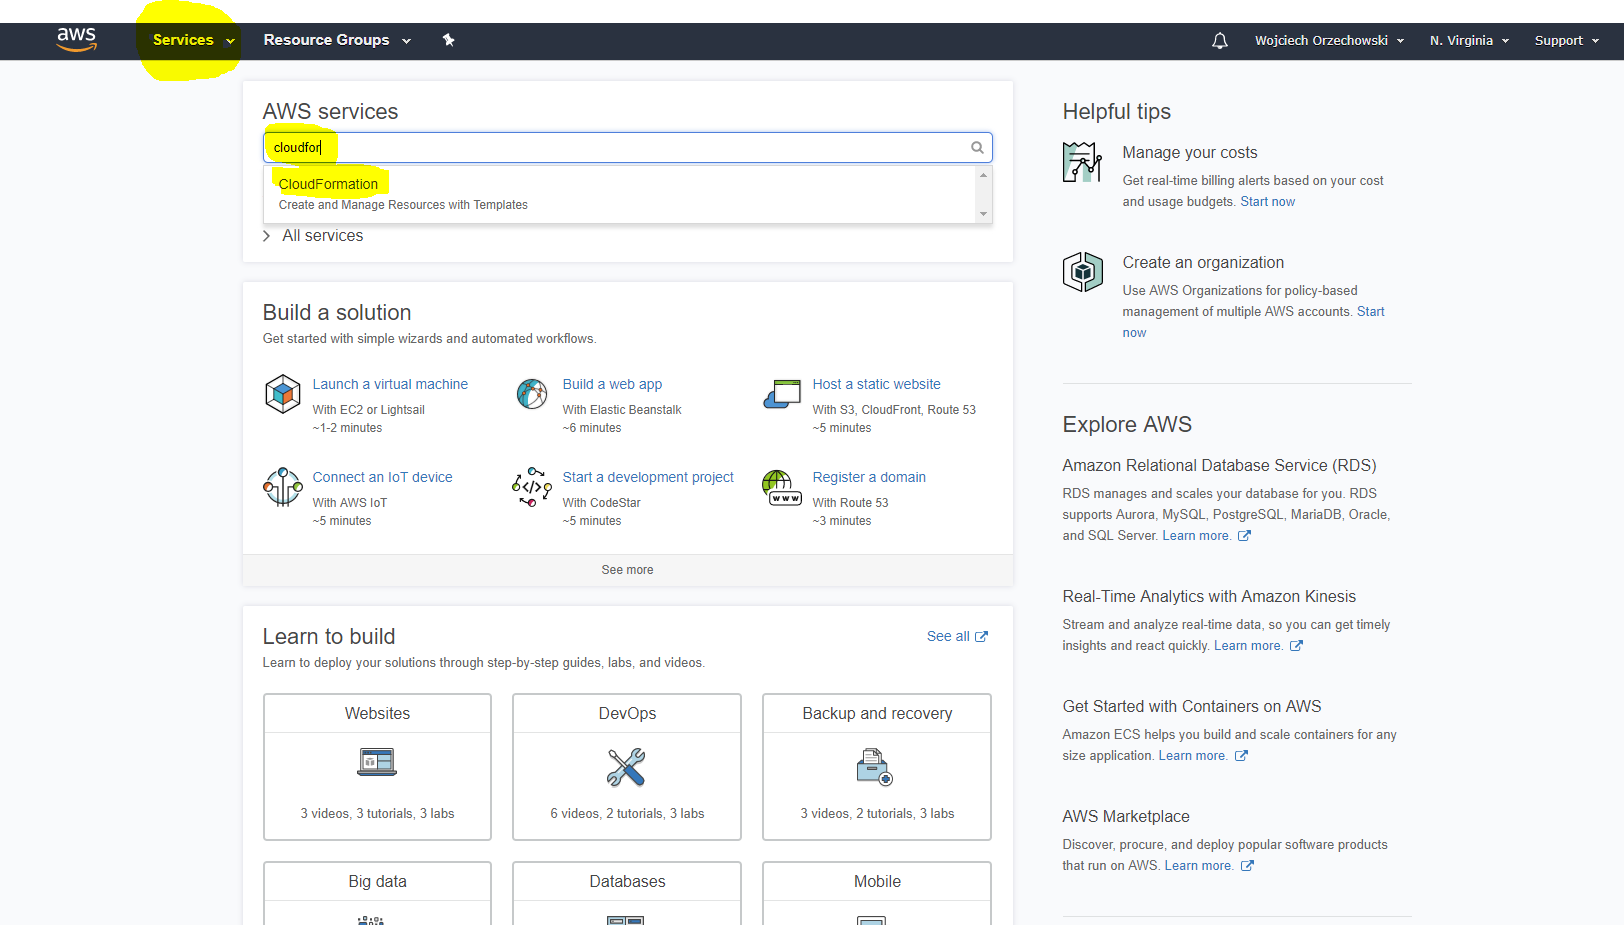 aws
Services
Resource Groups
Wojciech Orzechowski
N. Virginia
Support
AWS services
cloudfor
CloudFormation
Create and Manage Resources with Templates
All services
Build a solution
Get started with simple wizards and automated workflows.
Launch a virtual machine
With EC2 or Lightsail
~1-2 minutes
Build a web app
With Elastic Beanstalk
~6 minutes
Host a static website
With S3, CloudFront, Route 53
~5 minutes
Connect an IoT device
With AWS IoT
~5 minutes
Start a development project
With CodeStar
~5 minutes
www
Register a domain
With Route 53
~3 minutes
See more
Learn to build
See all
Learn to deploy your solutions through step-by-step guides, labs, and videos.
Websites
3 videos, 3 tutorials, 3 labs
DevOps
6 videos, 2 tutorials, 3 labs
Backup and recovery
3 videos, 2 tutorials, 3 labs
Big data
Databases
Mobile
Helpful tips
Manage your costs
Get real-time billing alerts based on your cost
and usage budgets. Start now
Create an organization
Use AWS Organizations for policy-based
management of multiple AWS accounts. Start
now
Explore AWS
Amazon Relational Database Service (RDS)
RDS manages and scales your database for you. RDS
supports Aurora, MySQL, PostgreSQL, MariaDB, Oracle,
and SQL Server. Learn more.
Real-Time Analytics with Amazon Kinesis
Stream and analyze real-time data, so you can get timely
insights and react quickly. Learn more.
Get Started with Containers on AWS
Amazon ECS helps you build and scale containers for any
size application. Learn more.
AWS Marketplace
Discover, procure, and deploy popular software products
that run on AWS. Learn more.